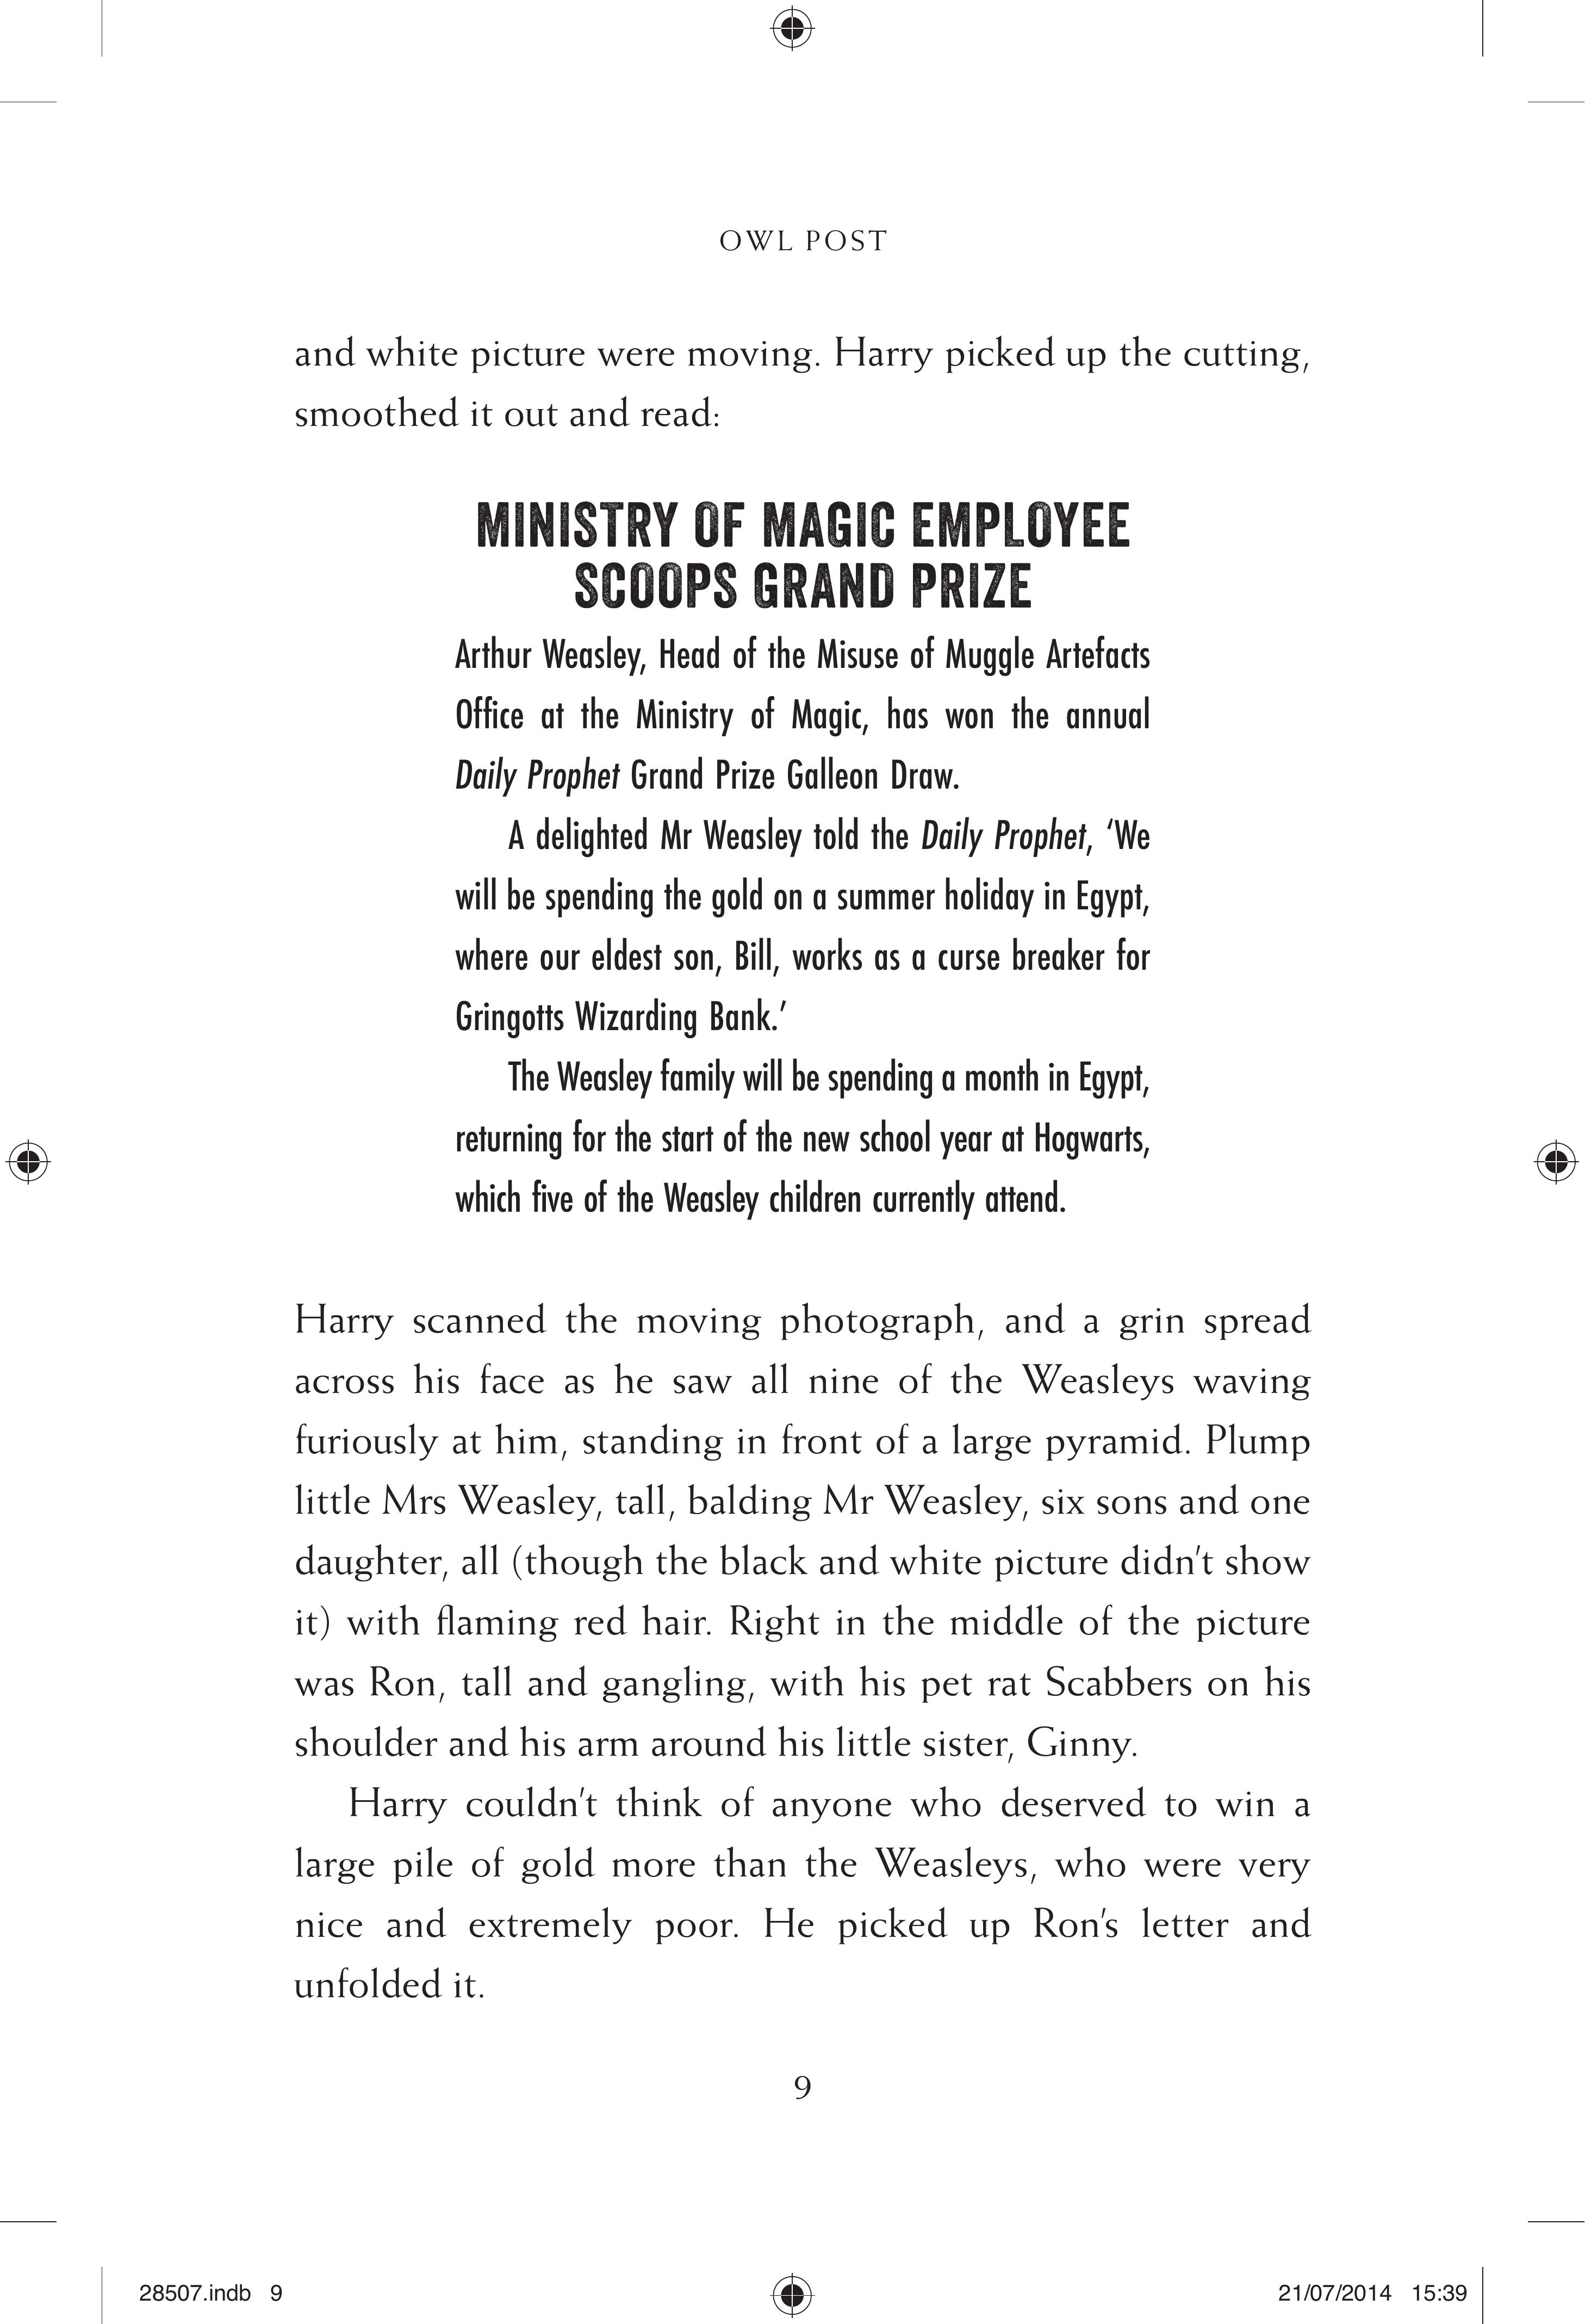 OWL POST
and white picture were moving. Harry picked up the cutting,
smoothed it out and read:
MINISTRY OF MAGIC EMPLOYEE
SCOOPS GRAND PRIZE
Arthur Weasley, Head of the Misuse of Muggle Artefacts
Office at the Ministry of Magic, has won the annual
Daily Prophet Grand Prize Galleon Draw.
A delighted Mr Weasley told the Daily Prophet, ‘We
will be spending the gold on a summer holiday in Egypt,
where our eldest son, Bill, works as a curse breaker for
Gringotts Wizarding Bank.’
The Weasley family will be spending a month in Egypt,
returning for the start of the new school year at Hogwarts,
which five of the Weasley children currently attend.
Harry scanned the moving photograph, and a grin spread
across his face as he saw all nine of the Weasleys waving
furiously at him, standing in front of a large pyramid. Plump
little Mrs Weasley, tall, balding Mr Weasley, six sons and one
daughter, all (though the black and white picture didn’t show
it) with flaming red hair. Right in the middle of the picture
was Ron, tall and gangling, with his pet rat Scabbers on his
shoulder and his arm around his little sister, Ginny.
Harry couldn’t think of anyone who deserved to win a
large pile of gold more than the Weasleys, who were very
nice and extremely poor. He picked up Ron’s letter and
unfolded it.
9
28507.indb 9
21/07/2014 15:39